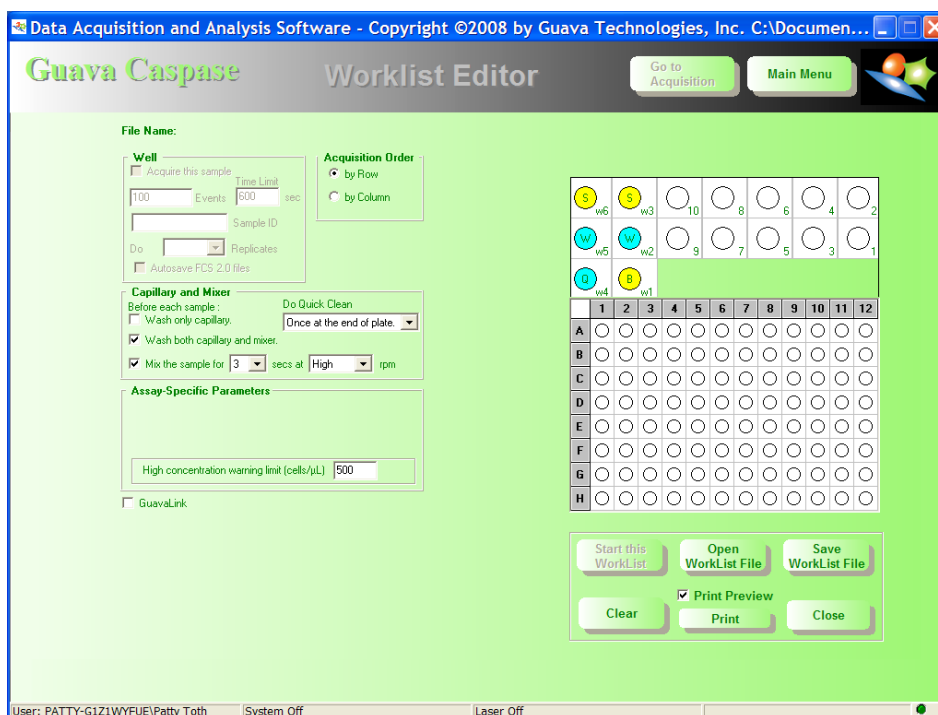 Data Acquisition and Analysis Software - Copyright ©2008 by Guava Technologies, Inc. C:\Documen...
Guava Caspase
Worklist Editor
Go to
Acquisition
Main Menu
File Name:
Well
Acquire this sample
Time Limit
100 Events 600 sec
Sample ID
Do Replicates
Autosave FCS 2.0 files
Acquisition Order
by Row
by Column
S w6 S w3 10 8 6 4 2
W w5 W w2 9 7 5 3 1
Q w4 B w1
Capillary and Mixer
Before each sample :
Do Quick Clean
Wash only capillary.
Once at the end of plate.
Wash both capillary and mixer.
Mix the sample for 3 secs at High rpm
1 2 3 4 5 6 7 8 9 10 11 12
A
B
C
D
E
F
G
H
Assay-Specific Parameters
High concentration warning limit (cells/µL) 500
GuavaLink
Start this
WorkList
Open
WorkList File
Save
WorkList File
Print Preview
Clear
Print
Close
User: PATTY-G1Z1WYFUE\Patty Toth System Off Laser Off